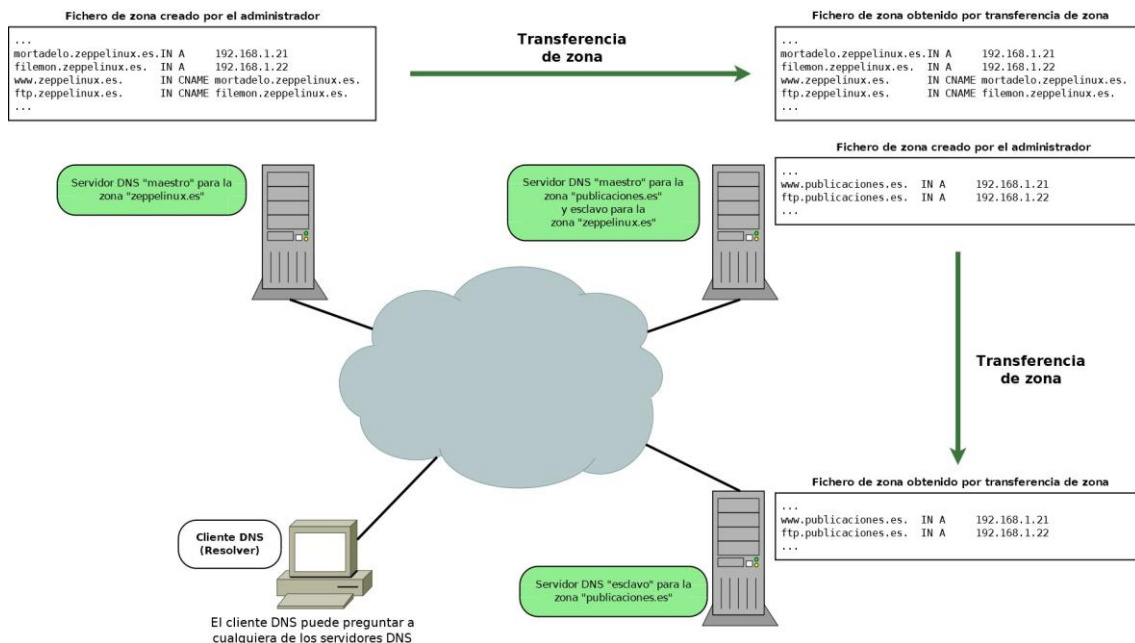 Fichero de zona creado por el administrador
...
mortadelo.zeppelinux.es.IN A 192.168.1.21
filemon.zeppelinux.es. IN A 192.168.1.22
www.zeppelinux.es. IN CNAME mortadelo.zeppelinux.es.
ftp.zeppelinux.es. IN CNAME filemon.zeppelinux.es.
...
Transferencia
de zona
Fichero de zona obtenido por transferencia de zona
...
mortadelo.zeppelinux.es.IN A 192.168.1.21
filemon.zeppelinux.es. IN A 192.168.1.22
www.zeppelinux.es. IN CNAME mortadelo.zeppelinux.es.
ftp.zeppelinux.es. IN CNAME filemon.zeppelinux.es.
...
Servidor DNS "maestro" para la
zona "zeppelinux.es"
Servidor DNS "maestro" para la
zona "publicaciones.es"
y esclavo para la
zona "zeppelinux.es"
Fichero de zona creado por el administrador
...
www.publicaciones.es. IN A 192.168.1.21
ftp.publicaciones.es. IN A 192.168.1.22
...
Transferencia
de zona
Fichero de zona obtenido por transferencia de zona
...
www.publicaciones.es. IN A 192.168.1.21
ftp.publicaciones.es. IN A 192.168.1.22
...
Cliente DNS
(Resolver)
Servidor DNS "esclavo" para la
zona "publicaciones.es"
El cliente DNS puede preguntar a
cualquiera de los servidores DNS